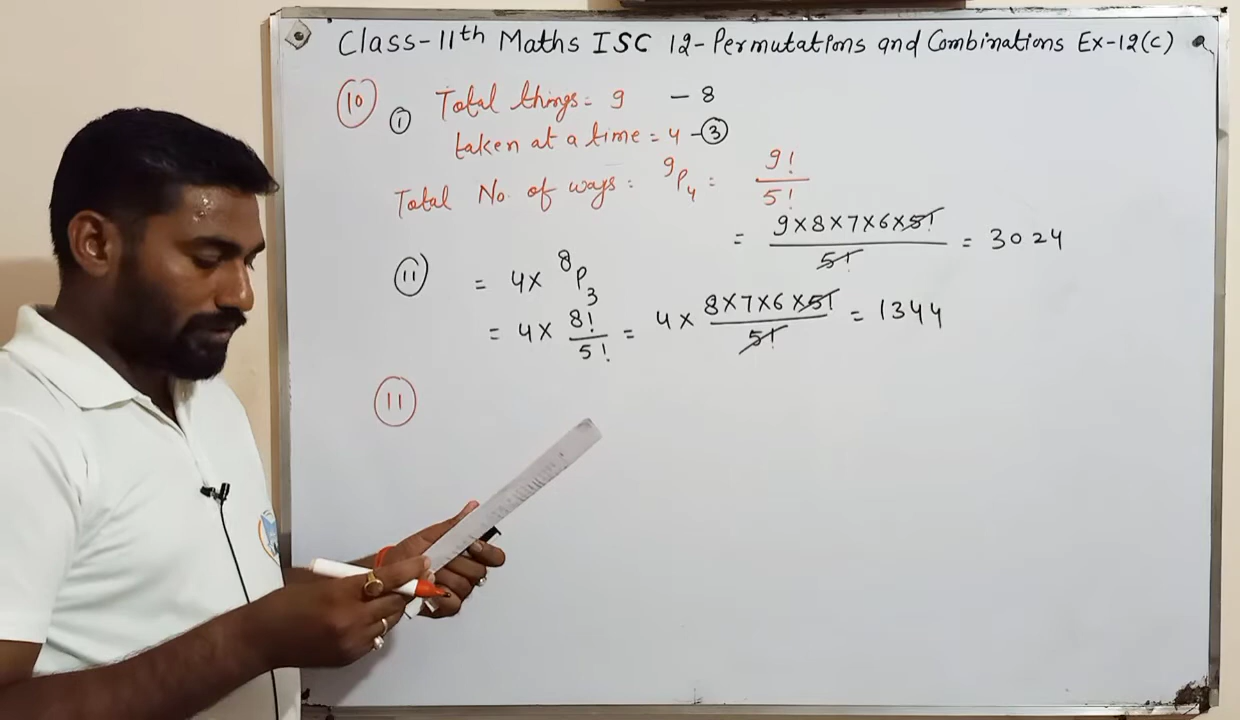 Class-11th Maths ISC 12-Permutations and Combinations Ex-12(C)
(10) (i) Total things = 9 - 8
taken at a time = 4 - (3)
Total No. of ways = ⁹P₄ = 9!/5!
= 9×8×7×6×5!/5! = 3024
(ii) = 4× ⁸P₃
= 4× 8!/5! = 4× 8×7×6×5!/5! = 1344
(11)